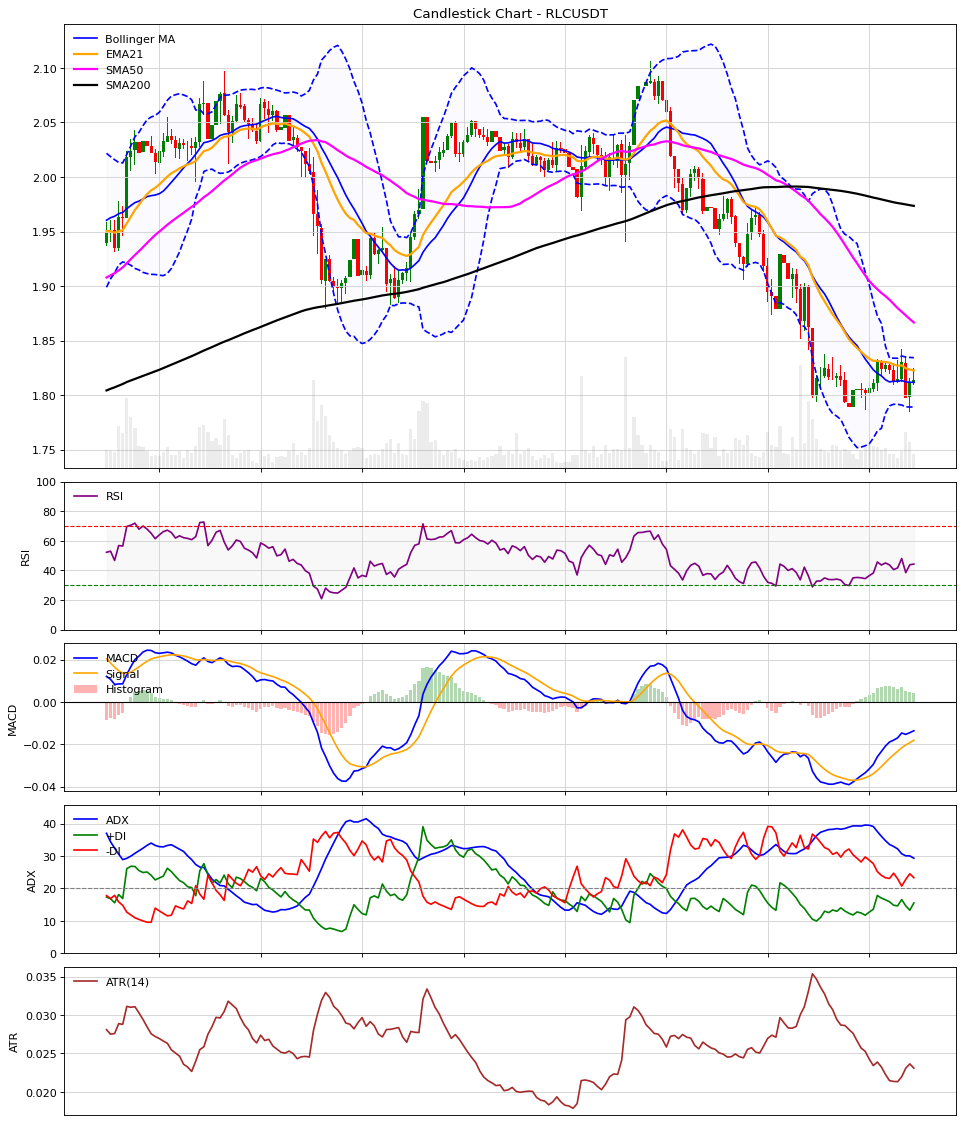 Candlestick Chart - RLCUSDT
Bollinger MA
EMA21
SMA50
SMA200
2.10
2.05
2.00
1.95
1.90
1.85
1.80
1.75
RSI
RSI
100
80
60
40
20
0
MACD
Signal
Histogram
MACD
0.02
0.00
−0.02
−0.04
ADX
+DI
-DI
ADX
40
30
20
10
0
ATR(14)
ATR
0.035
0.030
0.025
0.020